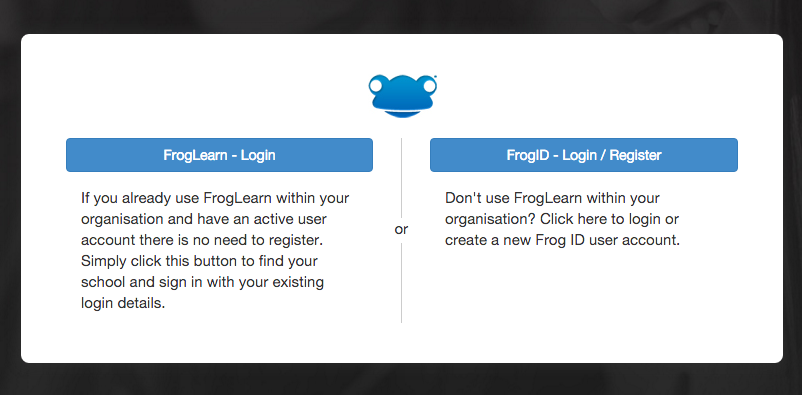 FrogLearn - Login
If you already use FrogLearn within your
organisation and have an active user
account there is no need to register.
Simply click this button to find your
school and sign in with your existing
login details.
or
FrogID - Login / Register
Don't use FrogLearn within your
organisation? Click here to login or
create a new Frog ID user account.